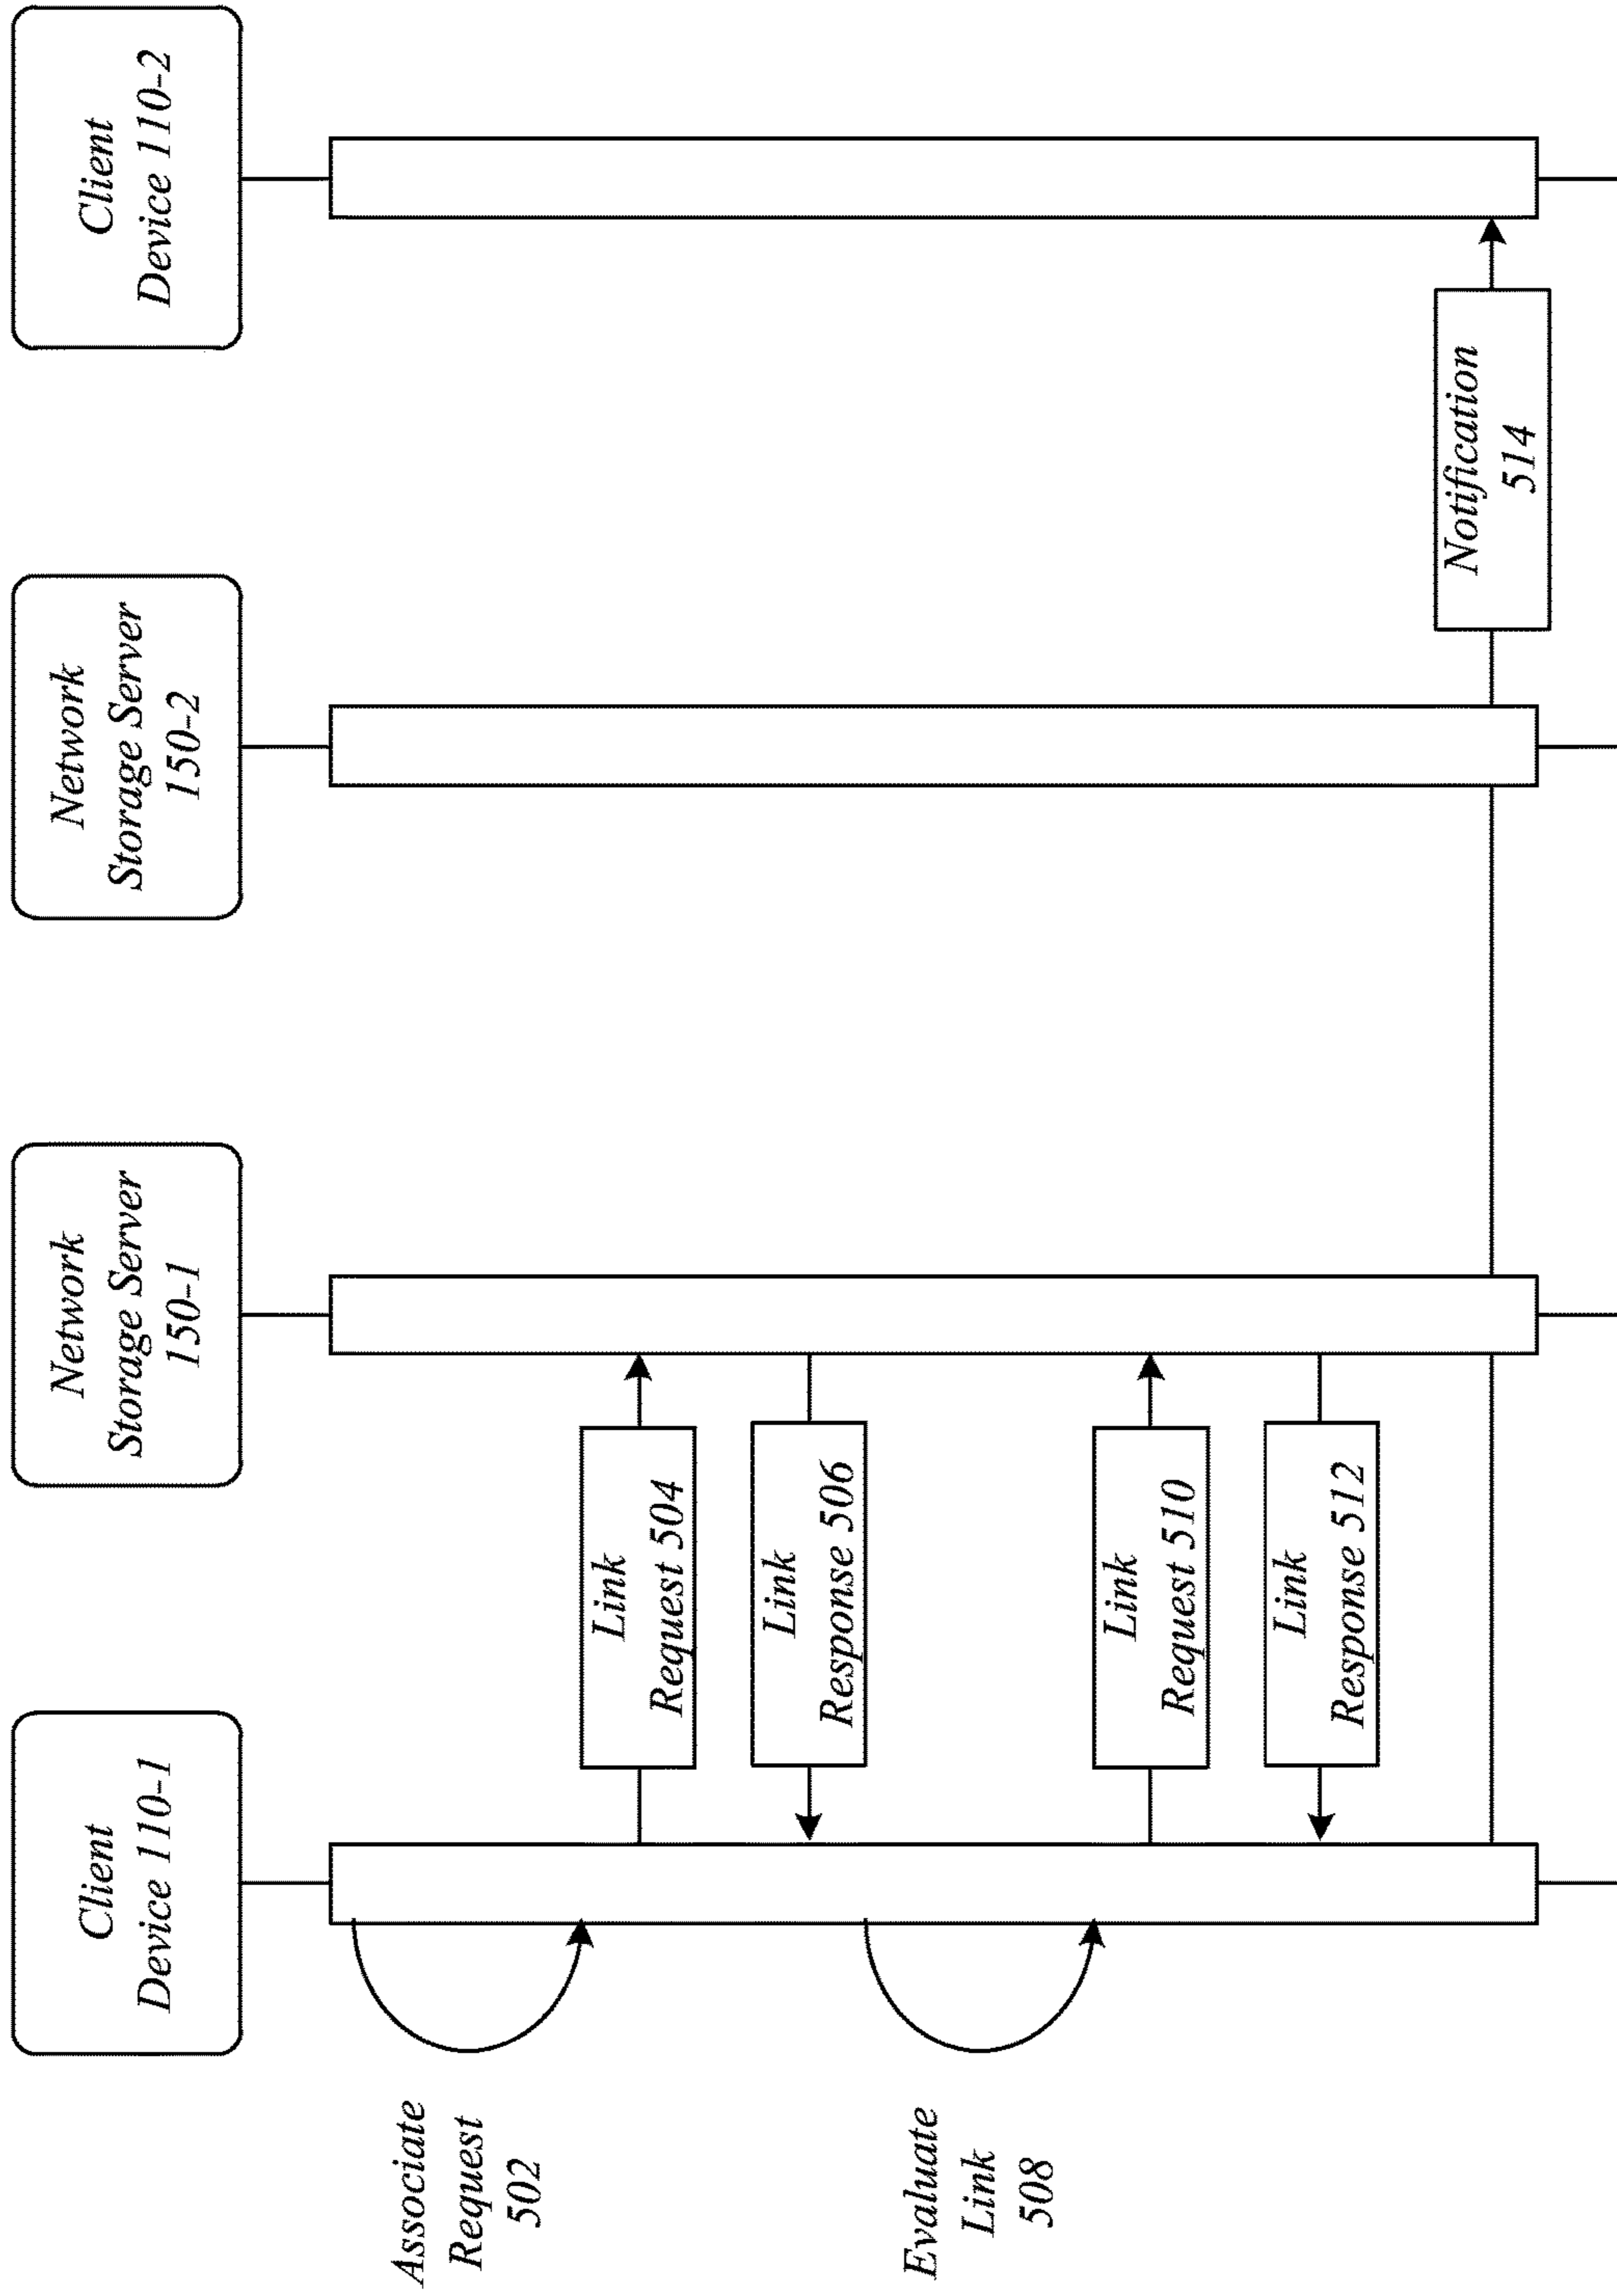 Client
Device 110-1
Network
Storage Server
150-1
Network
Storage Server
150-2
Client
Device 110-2
Associate
Request
502
Link
Request 504
Link
Response 506
Evaluate
Link
508
Link
Request 510
Link
Response 512
Notification
514